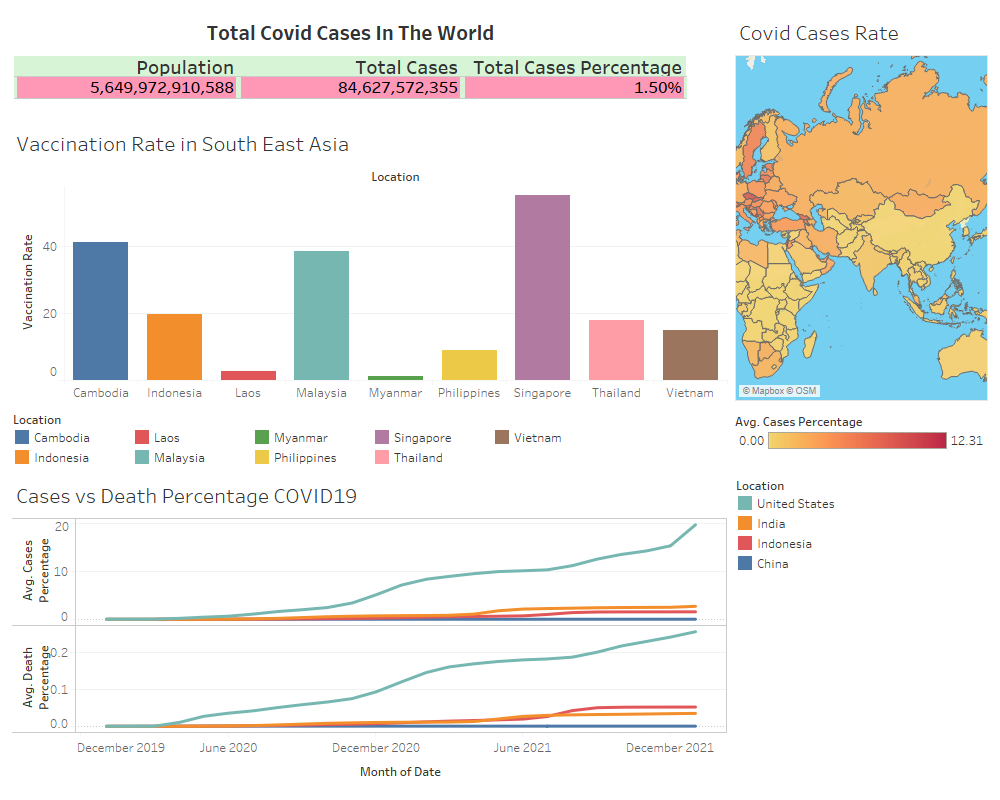 Total Covid Cases In The World
Population Total Cases Total Cases Percentage
5,649,972,910,588 84,627,572,355 1.50%
Vaccination Rate in South East Asia
Location
Vaccination Rate
40
20
0
Cambodia Indonesia Laos Malaysia Myanmar Philippines Singapore Thailand Vietnam
Location
Cambodia Laos Myanmar Singapore Vietnam
Indonesia Malaysia Philippines Thailand
Cases vs Death Percentage COVID19
Avg. Cases
Percentage
20
10
0
Avg. Death
Percentage
0.2
0.1
0.0
December 2019 June 2020 December 2020 June 2021 December 2021
Month of Date
Covid Cases Rate
© Mapbox © OSM
Avg. Cases Percentage
0.00 12.31
Location
United States
India
Indonesia
China